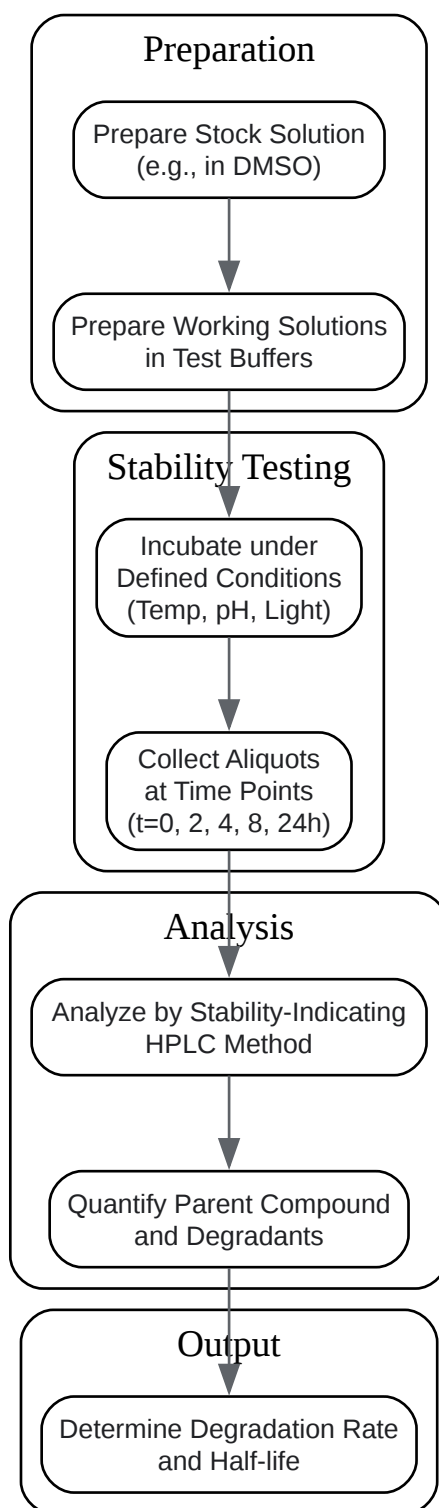 Preparation
Prepare Stock Solution
(e.g., in DMSO)
Prepare Working Solutions
in Test Buffers
Stability Testing
Incubate under
Defined Conditions
(Temp, pH, Light)
Collect Aliquots
at Time Points
(t=0, 2, 4, 8, 24h)
Analysis
Analyze by Stability-Indicating
HPLC Method
Quantify Parent Compound
and Degradants
Output
Determine Degradation Rate
and Half-life